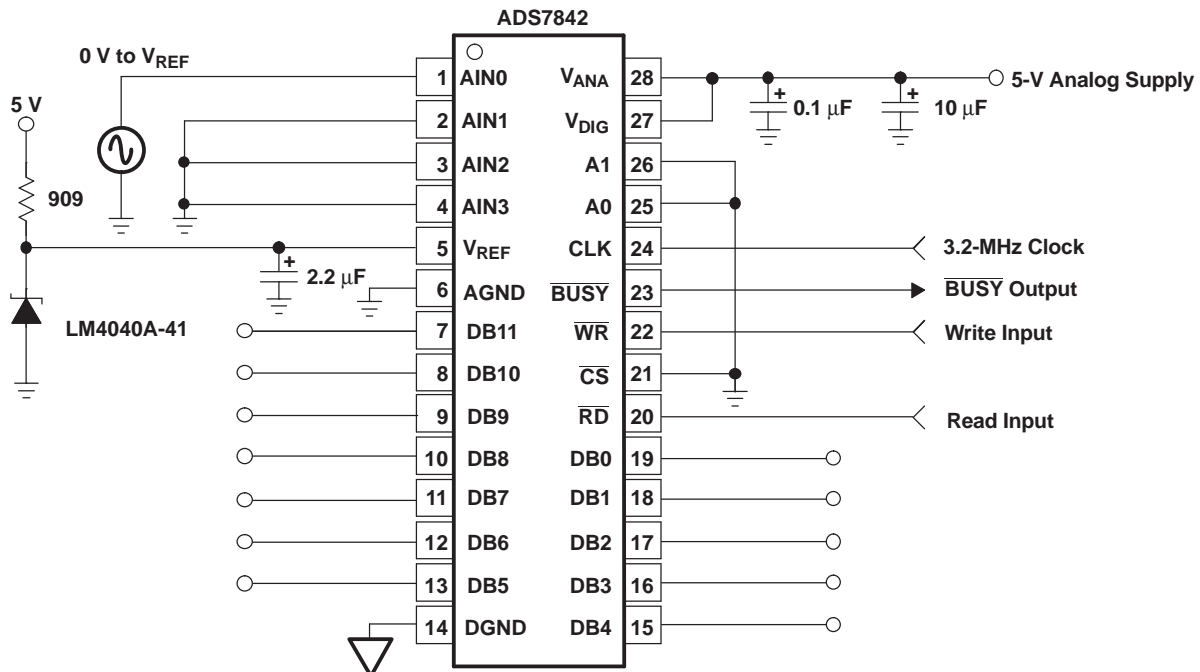 ADS7842
0 V to VREF
5 V
909
LM4040A-41
2.2 μF
+
1 AIN0
2 AIN1
3 AIN2
4 AIN3
5 VREF
6 AGND
7 DB11
8 DB10
9 DB9
10 DB8
11 DB7
12 DB6
13 DB5
14 DGND
VANA 28
VDIG 27
A1 26
A0 25
CLK 24
BUSY 23
WR 22
CS 21
RD 20
DB0 19
DB1 18
DB2 17
DB3 16
DB4 15
+
0.1 μF
+
10 μF
5-V Analog Supply
3.2-MHz Clock
BUSY Output
Write Input
Read Input